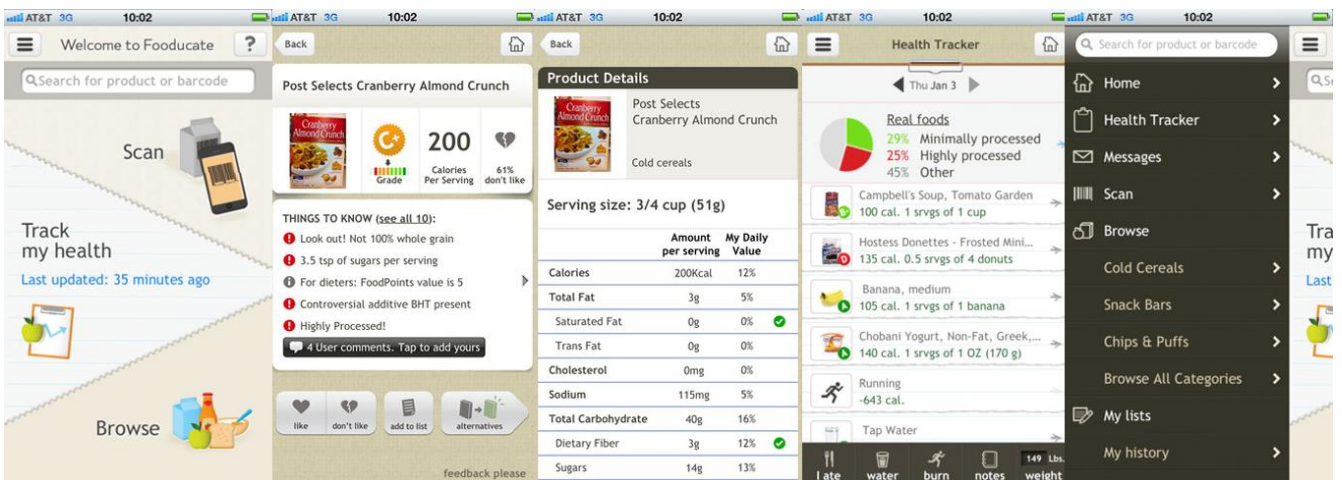 AT&T 3G 10:02
Welcome to Fooducate ?
Search for product or barcode
Scan
Track
my health
Last updated: 35 minutes ago
Browse
AT&T 3G 10:02
Back
Post Selects Cranberry Almond Crunch
Cranberry
Almond Crunch
C+
200
Grade
Calories
Per Serving
61%
don't like
THINGS TO KNOW (see all 10):
Look out! Not 100% whole grain
3.5 tsp of sugars per serving
For dieters: FoodPoints value is 5
Controversial additive BHT present
Highly Processed!
4 User comments. Tap to add yours
like don't like add to list alternatives
feedback please
AT&T 3G 10:02
Back
Product Details
Cranberry
Almond Crunch
Post Selects
Cranberry Almond Crunch
Cold cereals
Serving size: 3/4 cup (51g)
Amount per serving My Daily Value
Calories 200Kcal 12%
Total Fat 3g 5%
Saturated Fat 0g 0%
Trans Fat 0g 0%
Cholesterol 0mg 0%
Sodium 115mg 5%
Total Carbohydrate 40g 16%
Dietary Fiber 3g 12%
Sugars 14g 13%
AT&T 3G 10:02
Health Tracker
Thu Jan 3
Real foods
29% Minimally processed
25% Highly processed
45% Other
Campbell's Soup, Tomato Garden
100 cal. 1 srvgs of 1 cup
Hostess Donettes - Frosted Mini...
135 cal. 0.5 srvgs of 4 donuts
Banana, medium
105 cal. 1 srvgs of 1 banana
Chobani Yogurt, Non-Fat, Greek,...
140 cal. 1 srvgs of 1 OZ (170 g)
Running
-643 cal.
Tap Water
149 Lbs.
I ate water burn notes weight
AT&T 3G 10:02
Search for product or barcode
Home
Health Tracker
Messages
Scan
Browse
Cold Cereals
Snack Bars
Chips & Puffs
Browse All Categories
My lists
My history
Tra
my
Last